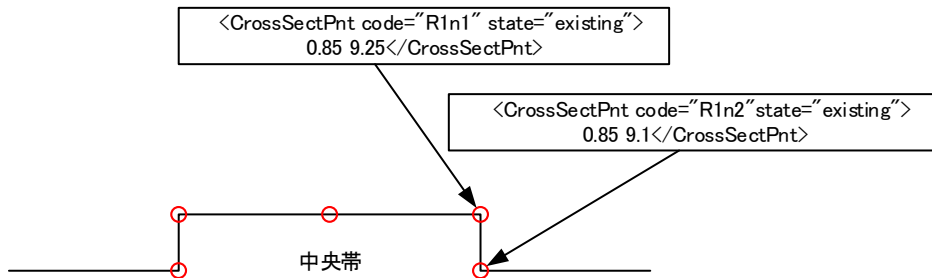 <CrossSectPnt code="R1n1" state="existing">
0.85 9.25</CrossSectPnt>
<CrossSectPnt code="R1n2"state="existing">
0.85 9.1</CrossSectPnt>
中央帯